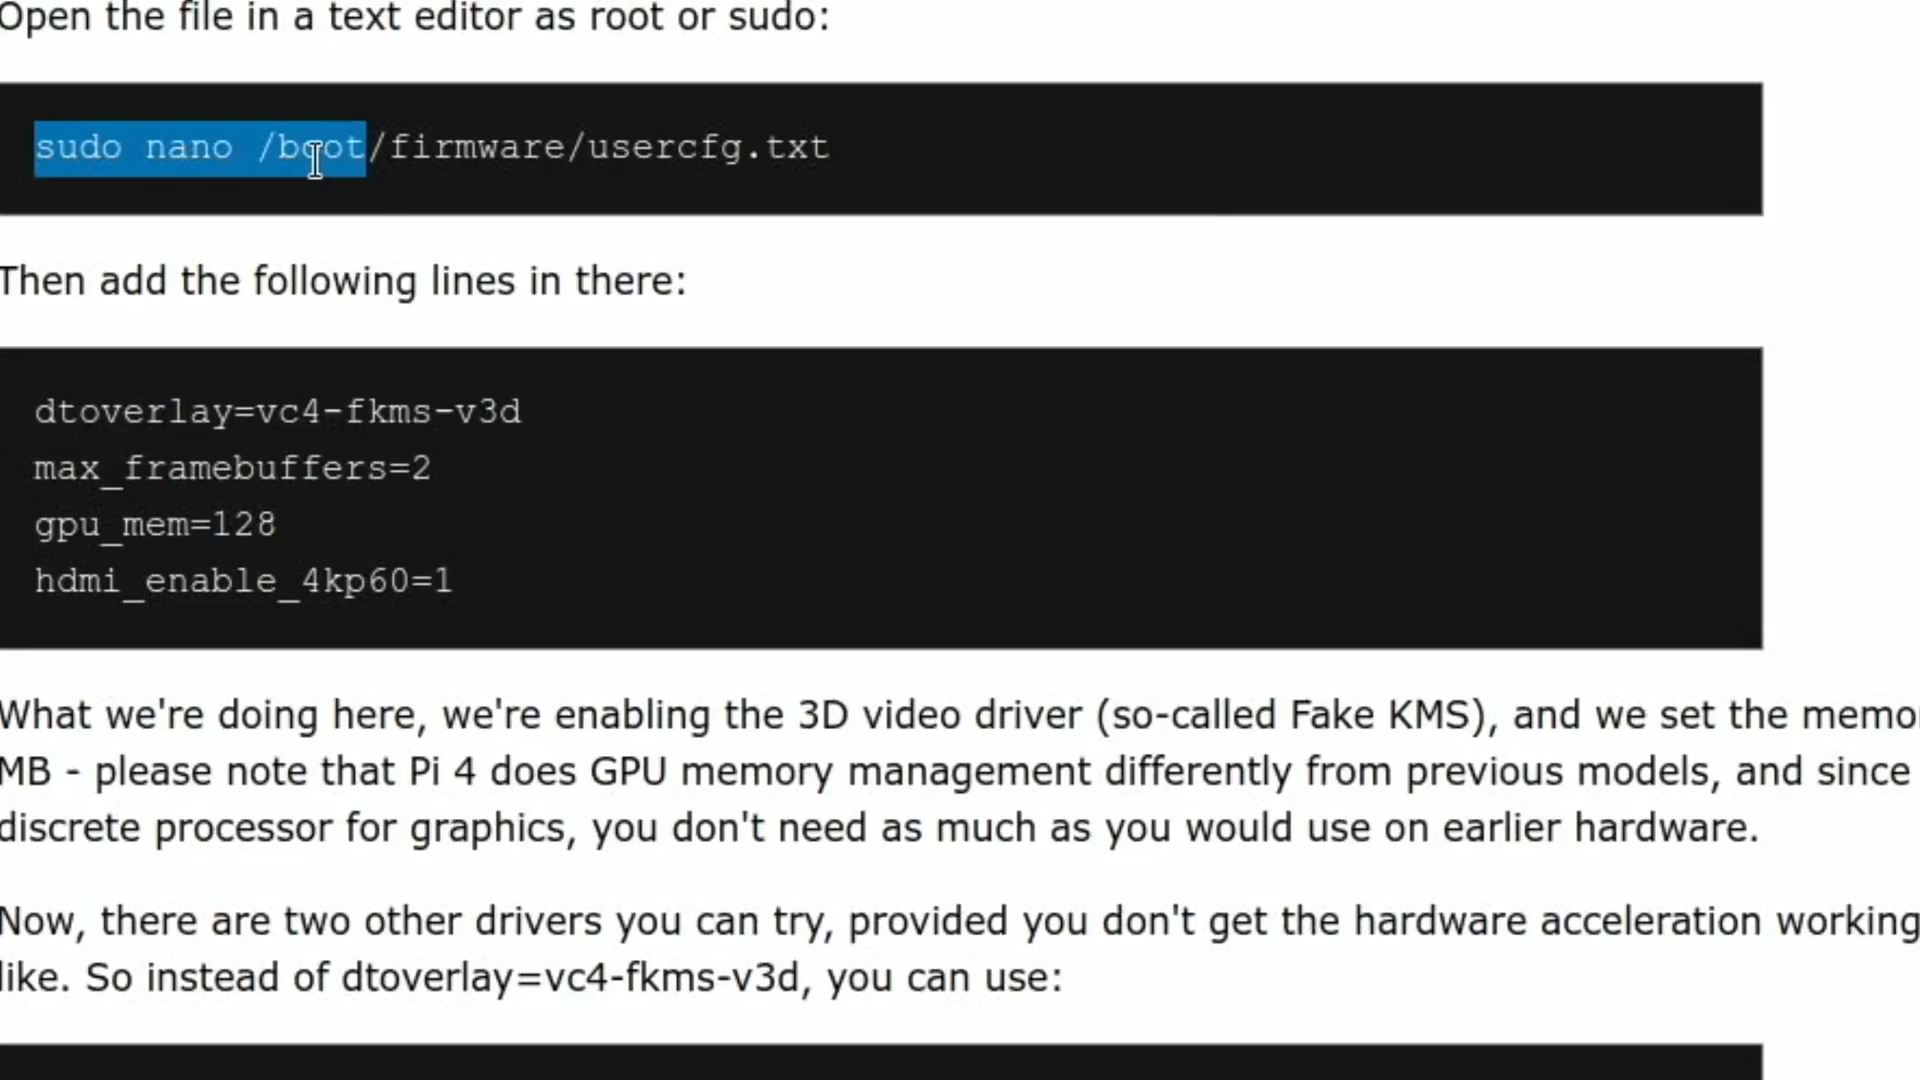 Open the file in a text editor as root or sudo:
sudo nano /boot/firmware/usercfg.txt
Then add the following lines in there:
dtoverlay=vc4-fkms-v3d
max_framebuffers=2
gpu_mem=128
hdmi_enable_4kp60=1
What we're doing here, we're enabling the 3D video driver (so-called Fake KMS), and we set the
MB - please note that Pi 4 does GPU memory management differently from previous models, and since
discrete processor for graphics, you don't need as much as you would use on earlier hardware.
Now, there are two other drivers you can try, provided you don't get the hardware acceleration working
like. So instead of dtoverlay=vc4-fkms-v3d, you can use: